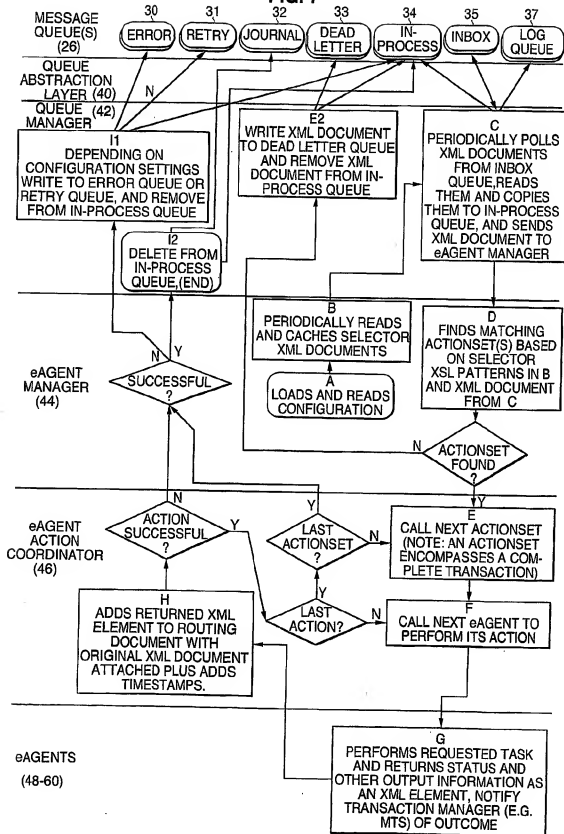 MESSAGE
QUEUE(S)
(26)
30
31
32
33
34
35
37
ERROR
RETRY
JOURNAL
DEAD
LETTER
IN-
PROCESS
INBOX
LOG
QUEUE
QUEUE
ABSTRACTION
LAYER (40)
N
QUEUE
MANAGER
(42)
I1
DEPENDING ON
CONFIGURATION SETTINGS
WRITE TO ERROR QUEUE OR
RETRY QUEUE, AND REMOVE
FROM IN-PROCESS QUEUE
E2
WRITE XML DOCUMENT
TO DEAD LETTER QUEUE
AND REMOVE XML
DOCUMENT FROM IN-
PROCESS QUEUE
C
PERIODICALLY POLLS
XML DOCUMENTS
FROM INBOX
QUEUE,READS
THEM AND COPIES
THEM TO IN-PROCESS
QUEUE, AND SENDS
XML DOCUMENT TO
eAGENT MANAGER
I2
DELETE FROM
IN-PROCESS
QUEUE,(END)
B
PERIODICALLY READS
AND CACHES SELECTOR
XML DOCUMENTS
D
FINDS MATCHING
ACTIONSET(S) BASED
ON SELECTOR
XSL PATTERNS IN B
AND XML DOCUMENT
FROM C
N
Y
eAGENT
MANAGER
(44)
SUCCESSFUL
?
A
LOADS AND READS
CONFIGURATION
N
ACTIONSET
FOUND
?
Y
N
Y
eAGENT
ACTION
COORDINATOR
(46)
ACTION
SUCCESSFUL
?
Y
LAST
ACTIONSET
?
N
E
CALL NEXT ACTIONSET
(NOTE: AN ACTIONSET
ENCOMPASSES A COM-
PLETE TRANSACTION)
Y
H
ADDS RETURNED XML
ELEMENT TO ROUTING
DOCUMENT WITH
ORIGINAL XML DOCUMENT
ATTACHED PLUS ADDS
TIMESTAMPS.
LAST
ACTION?
N
F
CALL NEXT eAGENT TO
PERFORM ITS ACTION
eAGENTS
(48-60)
G
PERFORMS REQUESTED TASK
AND RETURNS STATUS AND
OTHER OUTPUT INFORMATION AS
AN XML ELEMENT, NOTIFY
TRANSACTION MANAGER (E.G.
MTS) OF OUTCOME